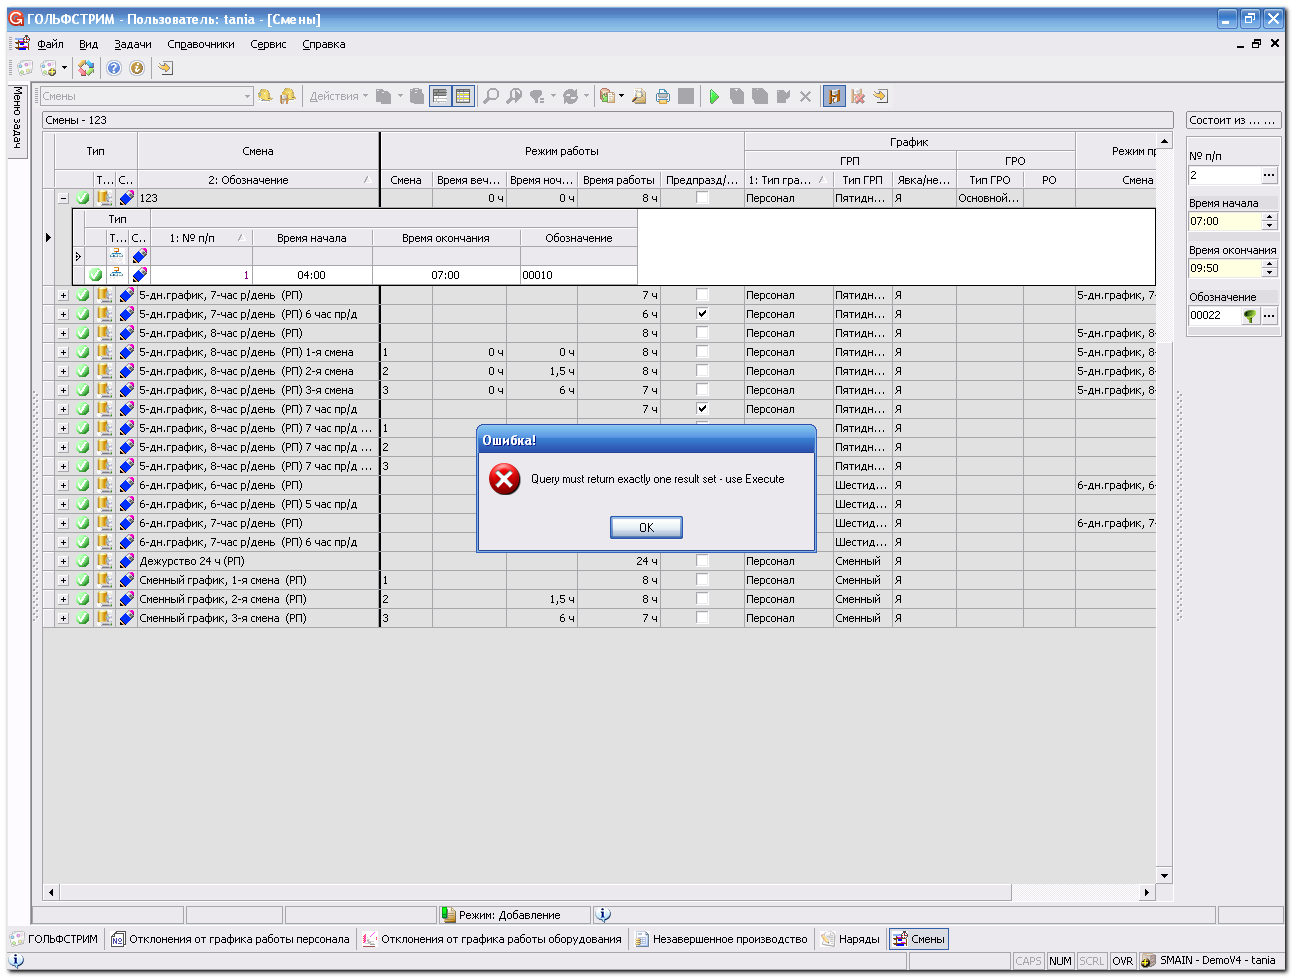 ГОЛЬФСТРИМ - Пользователь: tania - [Смены]
Файл Вид Задачи Справочники Сервис Справка
Меню задач
Смены Действия
Смены - 123
Состоит из ... ...
Тип Смена Режим работы График Режим пр
ГРП ГРО
Т... С... 2: Обозначение Смена Время веч... Время ноч... Время работы Предпразд/... 1: Тип гра... Тип ГРП Явка/не... Тип ГРО РО Смена
123 0 ч 0 ч 8 ч Персонал Пятидн... Я Основной...
Тип
Т... С... 1: № п/п Время начала Время окончания Обозначение
1 04:00 07:00 00010
5-дн.график, 7-час р/день (РП) 7 ч Персонал Пятидн... Я 5-дн.график, 7-
5-дн.график, 7-час р/день (РП) 6 час пр/д 6 ч Персонал Пятидн... Я
5-дн.график, 8-час р/день (РП) 8 ч Персонал Пятидн... Я 5-дн.график, 8-
5-дн.график, 8-час р/день (РП) 1-я смена 1 0 ч 0 ч 8 ч Персонал Пятидн... Я 5-дн.график, 8-
5-дн.график, 8-час р/день (РП) 2-я смена 2 0 ч 1,5 ч 8 ч Персонал Пятидн... Я 5-дн.график, 8-
5-дн.график, 8-час р/день (РП) 3-я смена 3 0 ч 6 ч 7 ч Персонал Пятидн... Я 5-дн.график, 8-
5-дн.график, 8-час р/день (РП) 7 час пр/д 7 ч Персонал Пятидн... Я
5-дн.график, 8-час р/день (РП) 7 час пр/д ... 1 Пятидн... Я
5-дн.график, 8-час р/день (РП) 7 час пр/д ... 2 Пятидн... Я
5-дн.график, 8-час р/день (РП) 7 час пр/д ... 3 Пятидн... Я
6-дн.график, 6-час р/день (РП) Шестид... Я 6-дн.график, 6-
6-дн.график, 6-час р/день (РП) 5 час пр/д Шестид... Я
6-дн.график, 7-час р/день (РП) Шестид... Я 6-дн.график, 7-
6-дн.график, 7-час р/день (РП) 6 час пр/д Шестид... Я
Дежурство 24 ч (РП) 24 ч Персонал Сменный Я
Сменный график, 1-я смена (РП) 1 8 ч Персонал Сменный Я
Сменный график, 2-я смена (РП) 2 1,5 ч 8 ч Персонал Сменный Я
Сменный график, 3-я смена (РП) 3 6 ч 7 ч Персонал Сменный Я
Ошибка!
Query must return exactly one result set - use Execute
OK
№ п/п
2
Время начала
07:00
Время окончания
09:50
Обозначение
00022
Режим: Добавление
ГОЛЬФСТРИМ Отклонения от графика работы персонала Отклонения от графика работы оборудования Незавершенное производство Наряды Смены
CAPS NUM SCRL OVR SMAIN - DemoV4 - tania